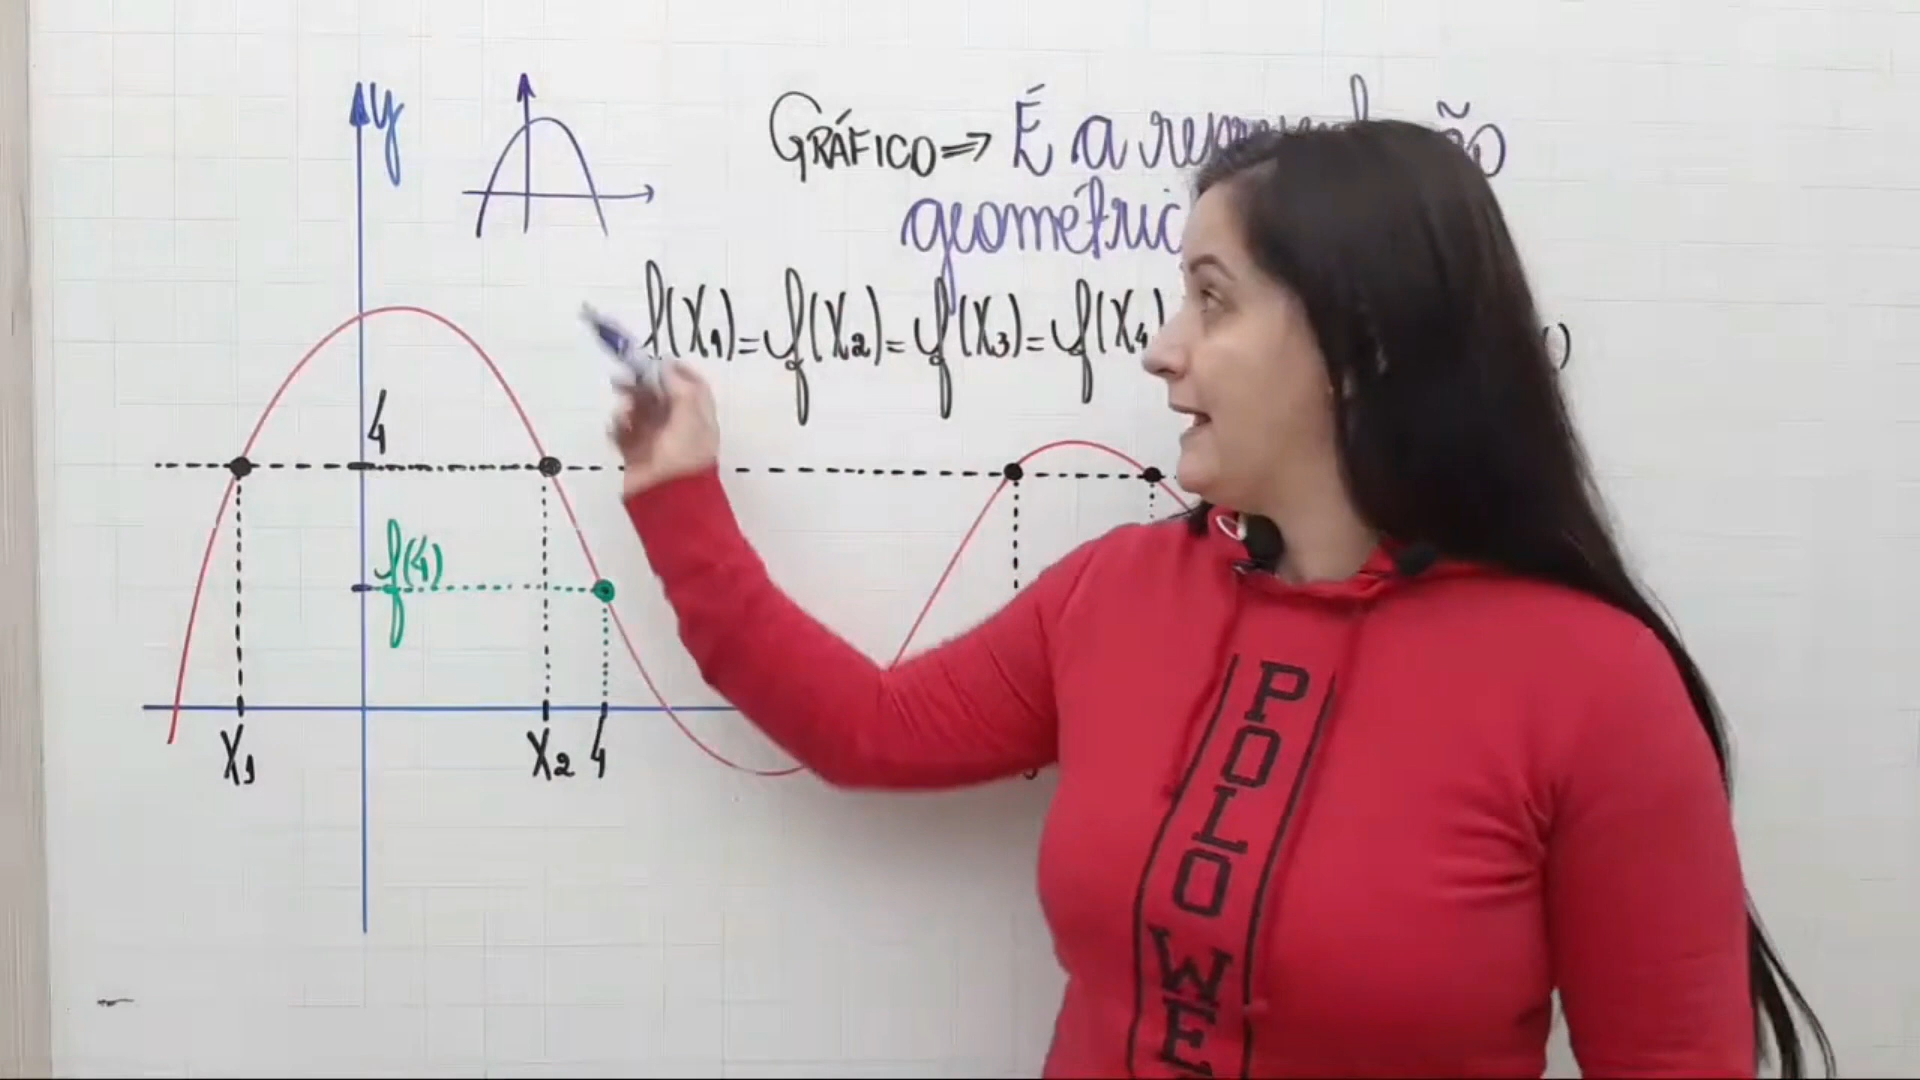 y
GRÁFICO ⇒ É a
geométric
f(X1) = f(X2) = f(X3) = f(X4)
4
f(4)
X1 X2 4
POLO WE